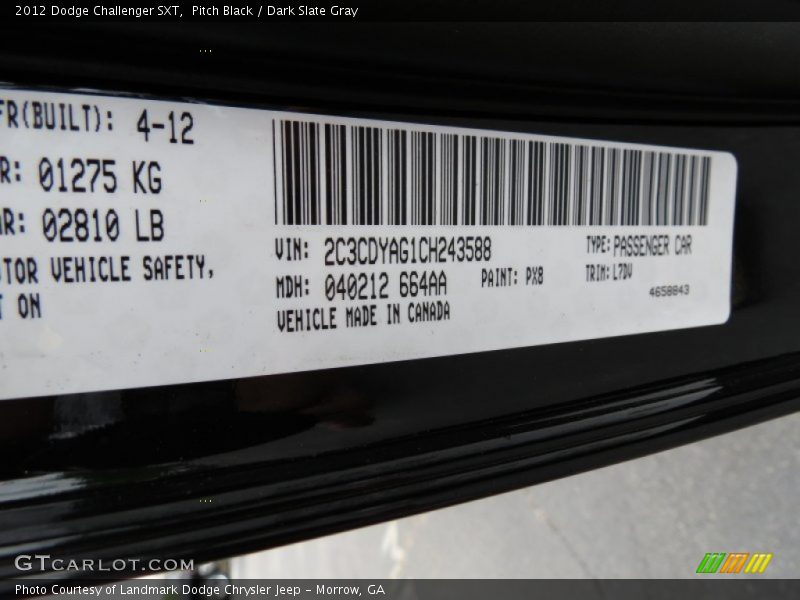 2012 Dodge Challenger SXT,  Pitch Black / Dark Slate Gray
FR(BUILT): 4-12
R: 01275 KG
R: 02810 LB
TOR VEHICLE SAFETY,
T ON
VIN: 2C3CDYAG1CH243588
TYPE: PASSENGER CAR
MDH: 040212 664AA
PAINT: PX8
TRIM: L7DV
VEHICLE MADE IN CANADA
4658843
GTCARLOT.COM
Photo Courtesy of Landmark Dodge Chrysler Jeep - Morrow, GA